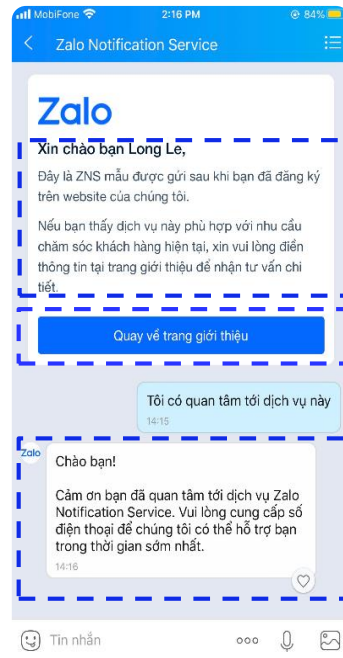 MobiFone 2:16 PM 84%
Zalo Notification Service
Zalo
Xin chào bạn Long Le,
Đây là ZNS mẫu được gửi sau khi bạn đã đăng ký
trên website của chúng tôi.
Nếu bạn thấy dịch vụ này phù hợp với nhu cầu
chăm sóc khách hàng hiện tại, xin vui lòng điền
thông tin tại trang giới thiệu để nhận tư vấn chi
tiết.
Quay về trang giới thiệu
Tôi có quan tâm tới dịch vụ này
14:15
Zalo
Chào bạn!
Cảm ơn bạn đã quan tâm tới dịch vụ Zalo
Notification Service. Vui lòng cung cấp số
điện thoại để chúng tôi có thể hỗ trợ bạn
trong thời gian sớm nhất.
14:16
Tin nhắn